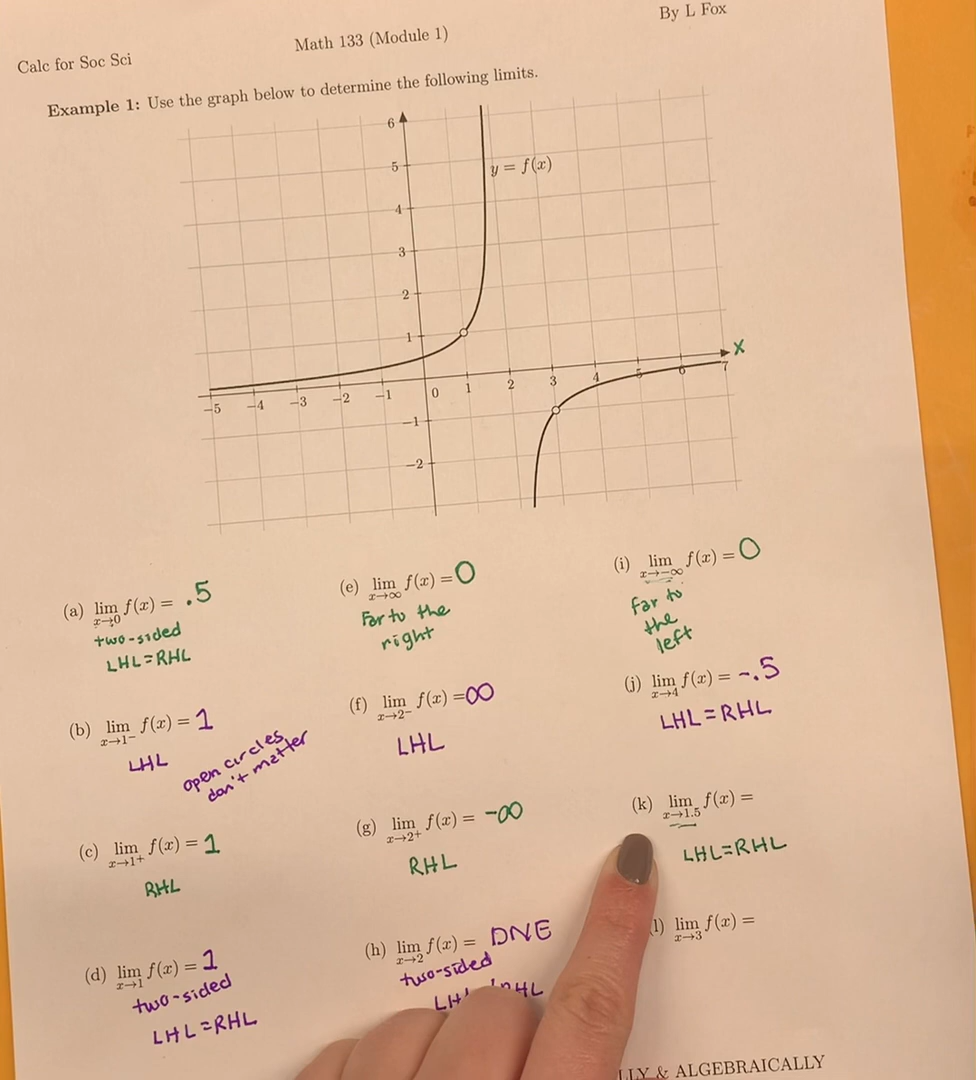 By L Fox
Math 133 (Module 1)
Calc for Soc Sci
Example 1: Use the graph below to determine the following limits.
6
5
4
3
2
1
-1
-2
y = f(x)
x
-5 -4 -3 -2 -1 0 1 2 3 4 5 6 7
(a) lim x→0 f(x) = .5
two-sided
LHL=RHL
(b) lim x→1⁻ f(x) = 1
LHL
open circles
don't matter
(c) lim x→1⁺ f(x) = 1
RHL
(d) lim x→1 f(x) = 1
two-sided
LHL=RHL
(e) lim x→∞ f(x) = 0
Far to the
right
(f) lim x→2⁻ f(x) = ∞
LHL
(g) lim x→2⁺ f(x) = -∞
RHL
(h) lim x→2 f(x) = DNE
two-sided
(i) lim x→-∞ f(x) = 0
far to
the
left
(j) lim x→4 f(x) = -.5
LHL=RHL
(k) lim x→1.5 f(x) =
LHL=RHL
l) lim x→3 f(x) =
& ALGEBRAICALLY